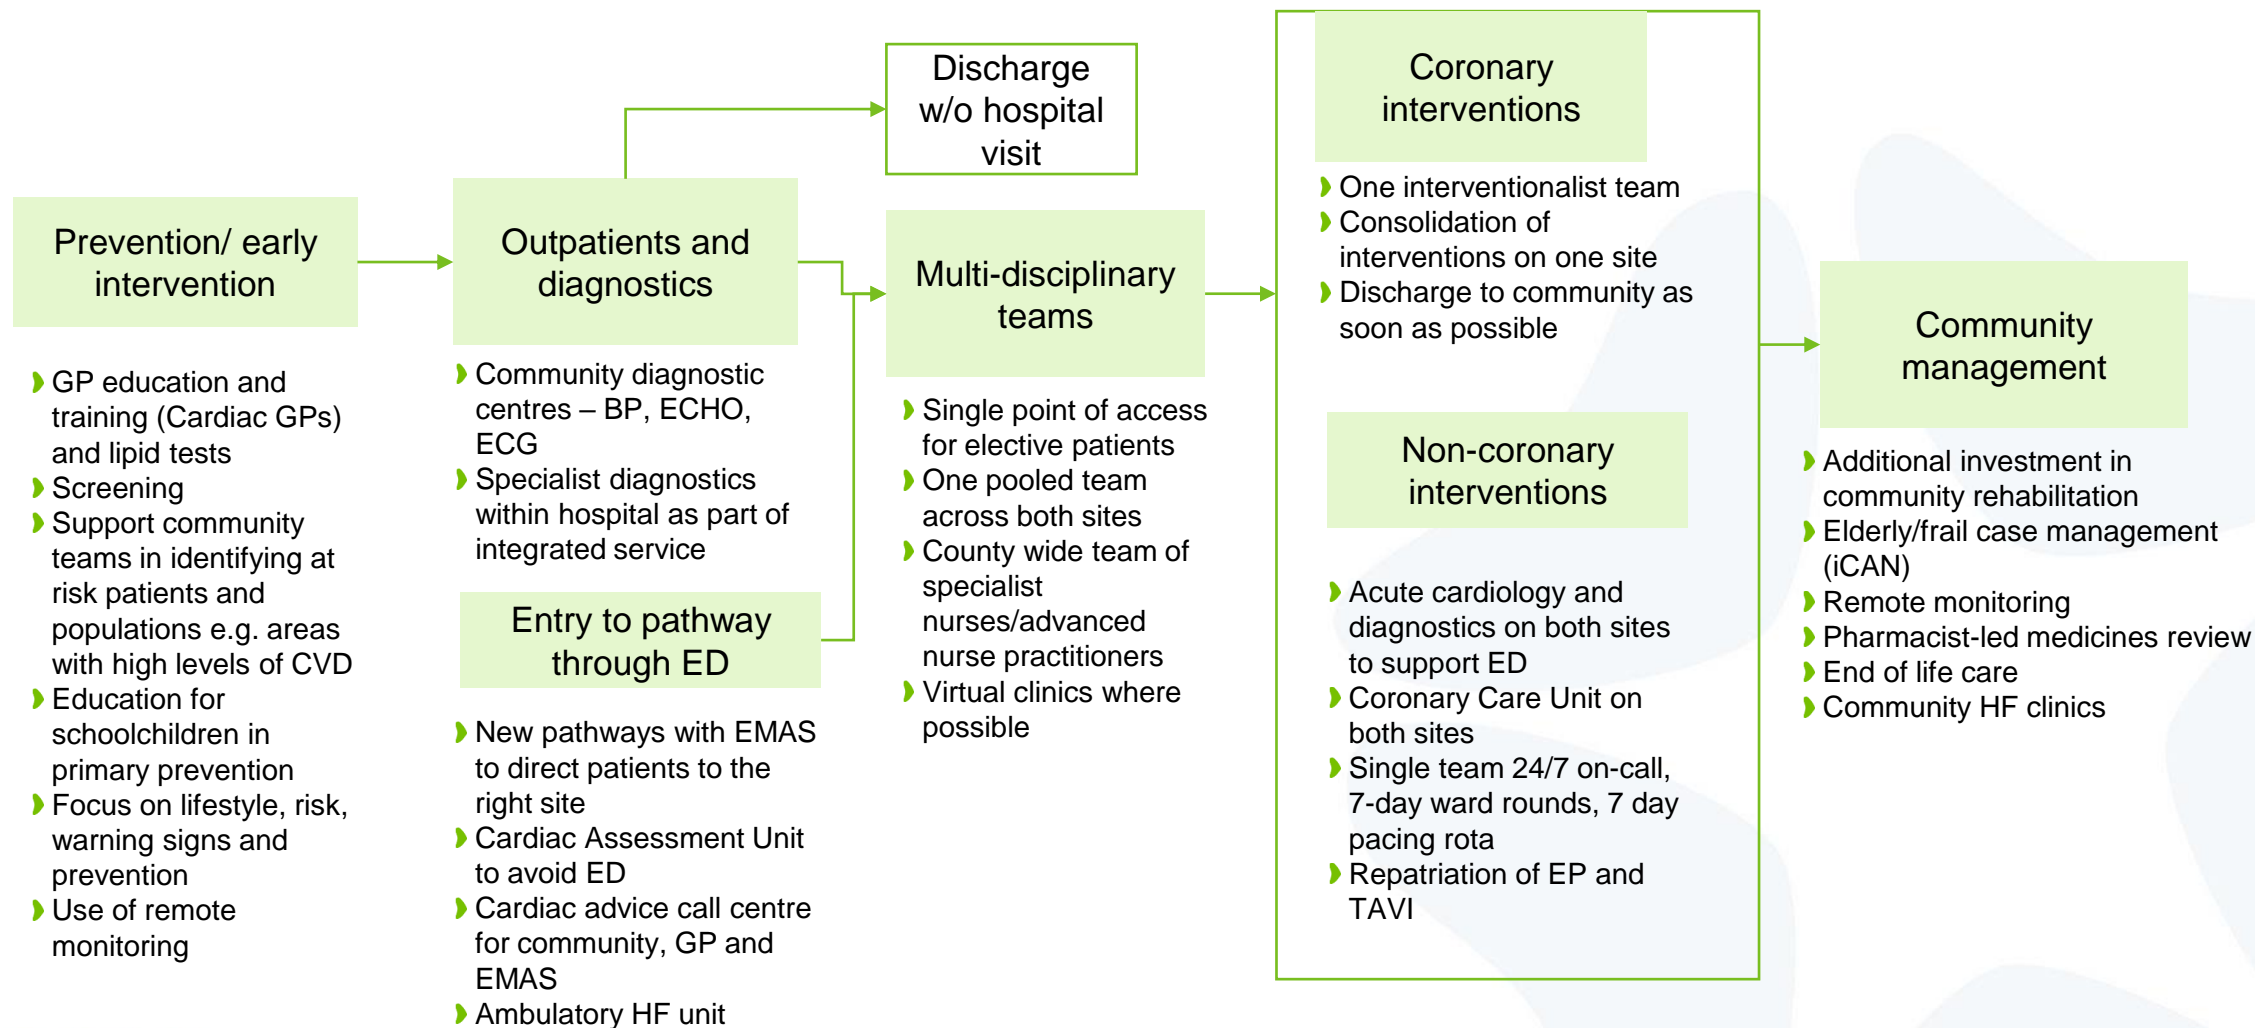 Prevention/ early
intervention
GP education and
training (Cardiac GPs)
and lipid tests
Screening
Support community
teams in identifying at
risk patients and
populations e.g. areas
with high levels of CVD
Education for
schoolchildren in
primary prevention
Focus on lifestyle, risk,
warning signs and
prevention
Use of remote
monitoring
Outpatients and
diagnostics
Community diagnostic
centres – BP, ECHO,
ECG
Specialist diagnostics
within hospital as part of
integrated service
Entry to pathway
through ED
New pathways with EMAS
to direct patients to the
right site
Cardiac Assessment Unit
to avoid ED
Cardiac advice call centre
for community, GP and
EMAS
Ambulatory HF unit
Discharge
w/o hospital
visit
Multi-disciplinary
teams
Single point of access
for elective patients
One pooled team
across both sites
County wide team of
specialist
nurses/advanced
nurse practitioners
Virtual clinics where
possible
Coronary
interventions
One interventionalist team
Consolidation of
interventions on one site
Discharge to community as
soon as possible
Non-coronary
interventions
Acute cardiology and
diagnostics on both sites
to support ED
Coronary Care Unit on
both sites
Single team 24/7 on-call,
7-day ward rounds, 7 day
pacing rota
Repatriation of EP and
TAVI
Community
management
Additional investment in
community rehabilitation
Elderly/frail case management
(iCAN)
Remote monitoring
Pharmacist-led medicines review
End of life care
Community HF clinics